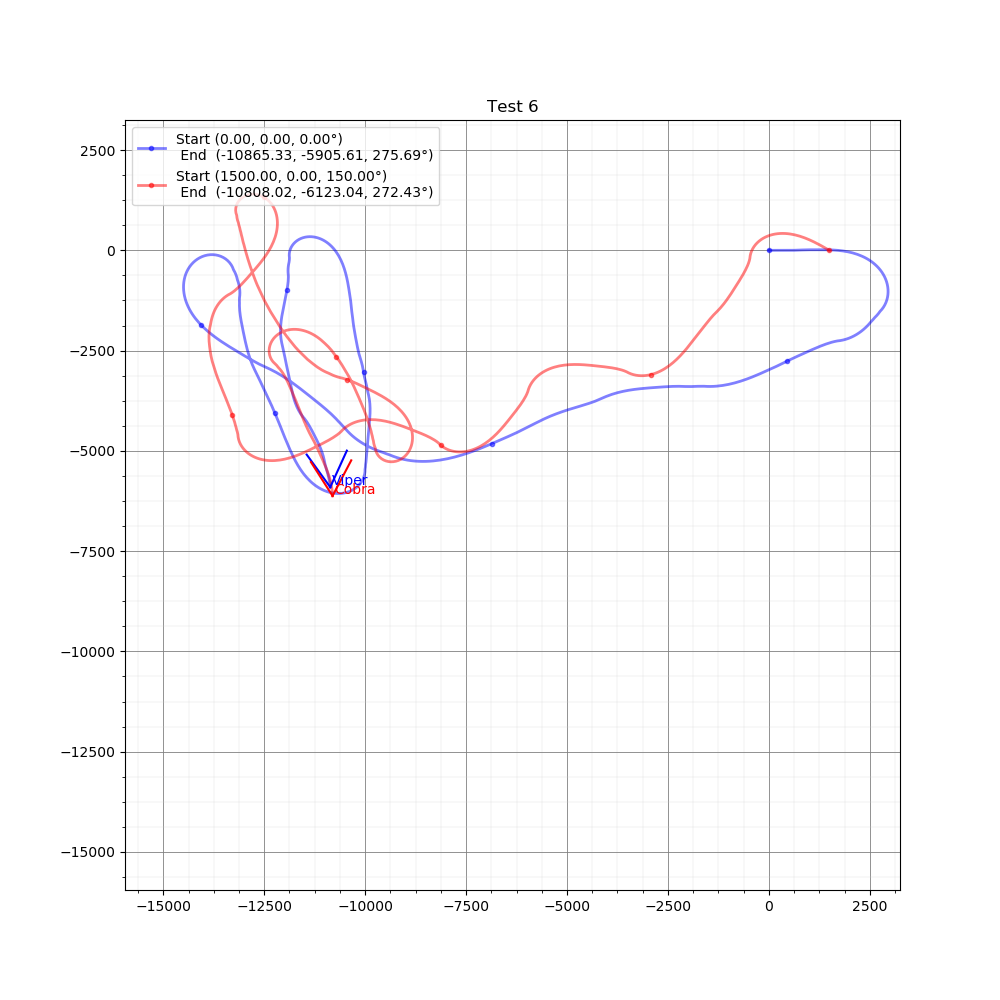 Test 6
Start (0.00, 0.00, 0.00°)
End  (-10865.33, -5905.61, 275.69°)
Start (1500.00, 0.00, 150.00°)
End  (-10808.02, -6123.04, 272.43°)
2500
0
−2500
−5000
−7500
−10000
−12500
−15000
Viper
Cobra
−15000 −12500 −10000 −7500 −5000 −2500 0 2500